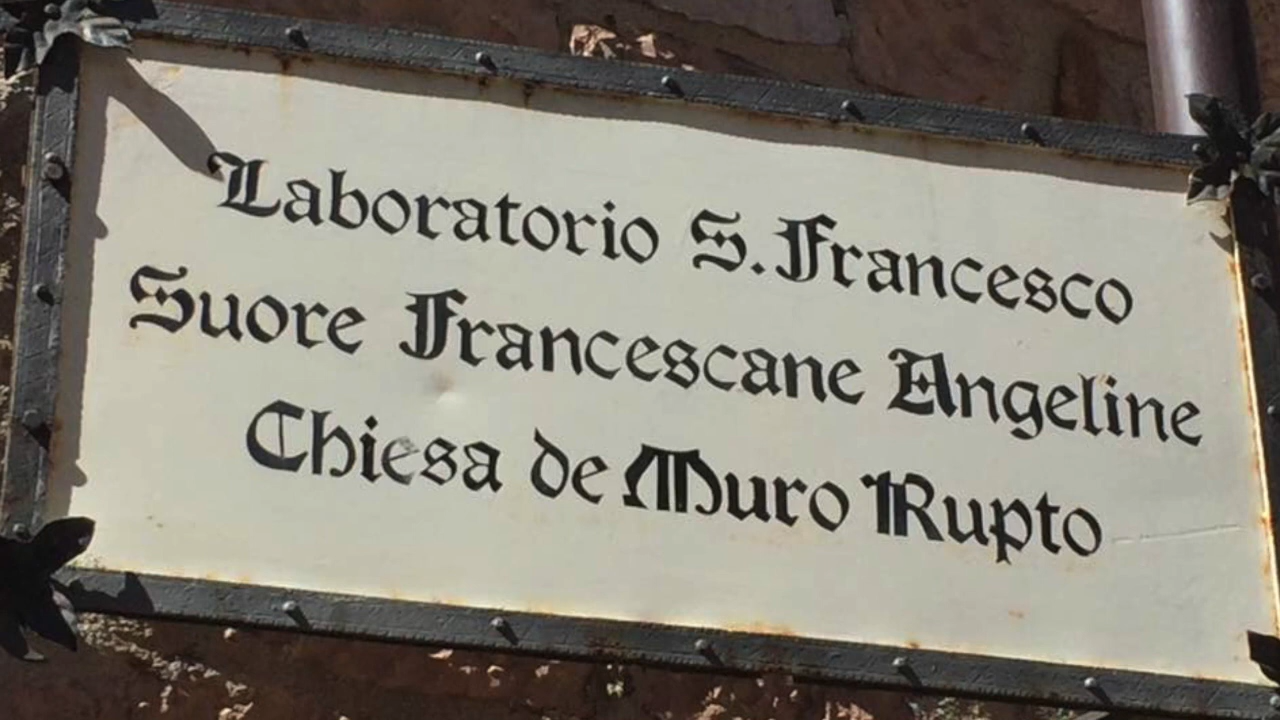 Laboratorio S. Francesco
Suore Francescane Angeline
Chiesa de Muro Rupto